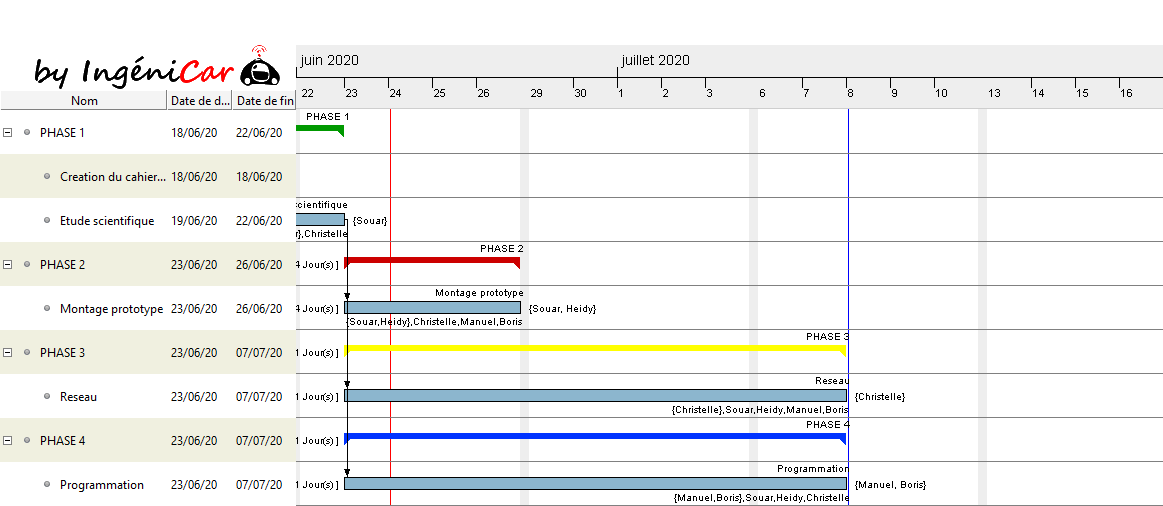 by IngéniCar
juin 2020 juillet 2020
22 23 24 25 26 29 30 1 2 3 6 7 8 9 10 13 14 15 16
Nom Date de d... Date de fin
PHASE 1
PHASE 1 18/06/20 22/06/20
Creation du cahier... 18/06/20 18/06/20
cientifique
Etude scientifique 19/06/20 22/06/20 {Souar}
},Christelle
PHASE 2
PHASE 2 23/06/20 26/06/20 4 Jour(s) ]
Montage prototype
Montage prototype 23/06/20 26/06/20 4 Jour(s) ] {Souar, Heidy}
{Souar,Heidy},Christelle,Manuel,Boris
PHASE 3
PHASE 3 23/06/20 07/07/20 1 Jour(s) ]
Reseau
Reseau 23/06/20 07/07/20 1 Jour(s) ] {Christelle}
{Christelle},Souar,Heidy,Manuel,Boris
PHASE 4
PHASE 4 23/06/20 07/07/20 1 Jour(s) ]
Programmation
Programmation 23/06/20 07/07/20 1 Jour(s) ] {Manuel, Boris}
{Manuel,Boris},Souar,Heidy,Christelle